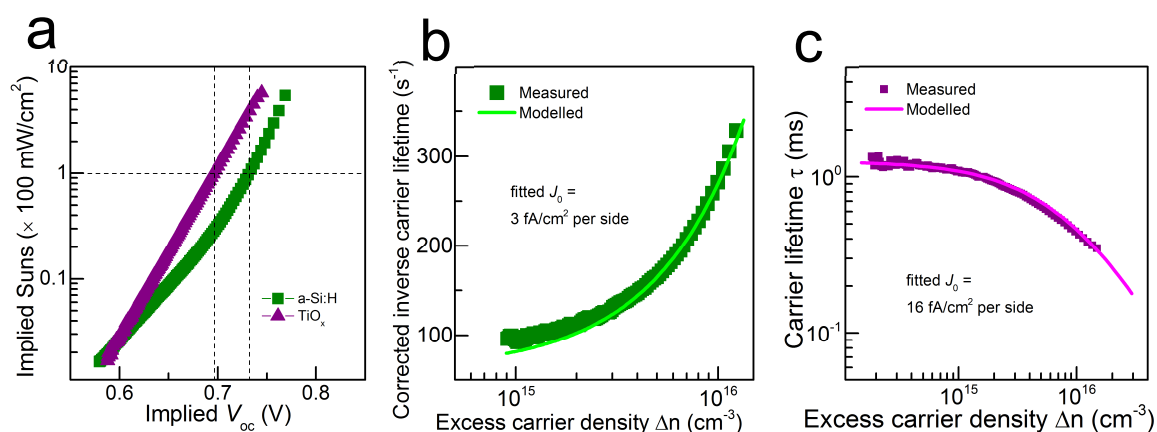 a
Implied Suns (× 100 mW/cm²)
10
1
0.1
a-Si:H
TiOₓ
0.6
0.7
0.8
Implied Vₒc (V)
b
Corrected inverse carrier lifetime (s⁻¹)
Measured
Modelled
300
fitted J₀ =
3 fA/cm² per side
200
100
10¹⁵
10¹⁶
Excess carrier density Δn (cm⁻³)
c
Carrier lifetime τ (ms)
Measured
Modelled
10⁰
fitted J₀ =
16 fA/cm² per side
10⁻¹
10¹⁵
10¹⁶
Excess carrier density Δn (cm⁻³)